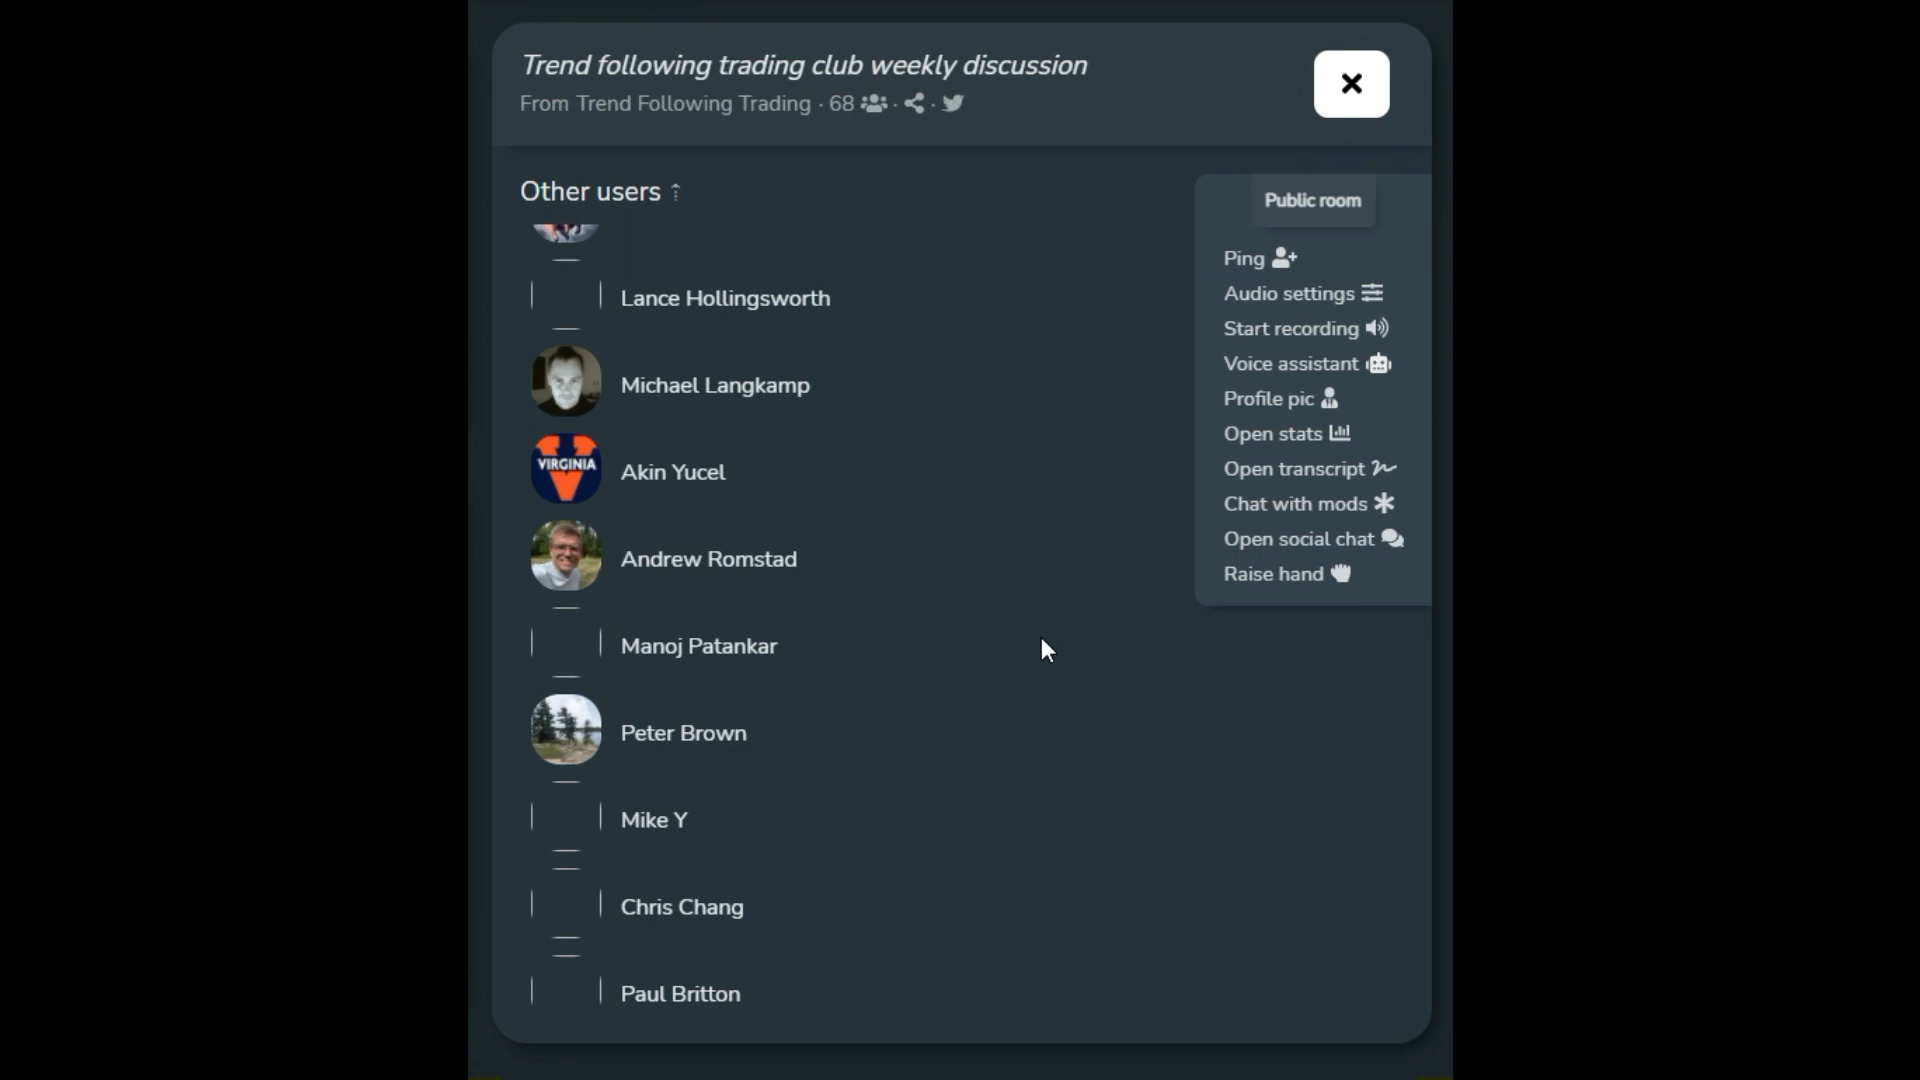 Trend following trading club weekly discussion
From Trend Following Trading · 68 · ·
Other users
Public room
Ping
Audio settings
Start recording
Voice assistant
Profile pic
Open stats
Open transcript
Chat with mods
Open social chat
Raise hand
Lance Hollingsworth
Michael Langkamp
VIRGINIA
Akin Yucel
Andrew Romstad
Manoj Patankar
Peter Brown
Mike Y
Chris Chang
Paul Britton